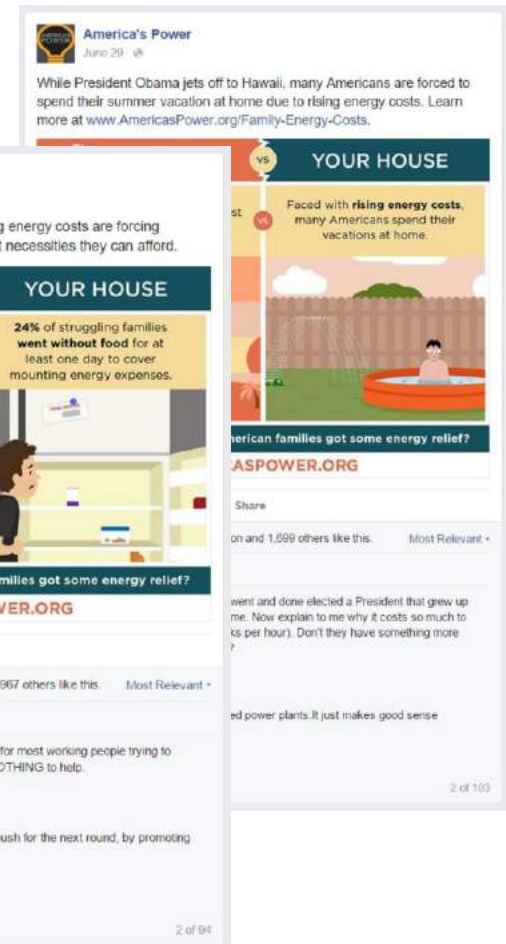 America's Power
June 29
While President Obama jets off to Hawaii, many Americans are forced to
spend their summer vacation at home due to rising energy costs. Learn
more at www.AmericasPower.org/Family-Energy-Costs.
VS
YOUR HOUSE
st
VS
Faced with rising energy costs,
many Americans spend their
vacations at home.
erican families got some energy relief?
CASPOWER.ORG
Share
on and 1,699 others like this.
Most Relevant
went and done elected a President that grew up
me. Now explain to me why it costs so much to
ks per hour). Don't they have something more
?
ed power plants.It just makes good sense
2 of 103
g energy costs are forcing
t necessities they can afford.
YOUR HOUSE
24% of struggling families
went without food for at
least one day to cover
mounting energy expenses.
milies got some energy relief?
VER.ORG
967 others like this.
Most Relevant
for most working people trying to
OTHING to help.
ush for the next round, by promoting
2 of 94